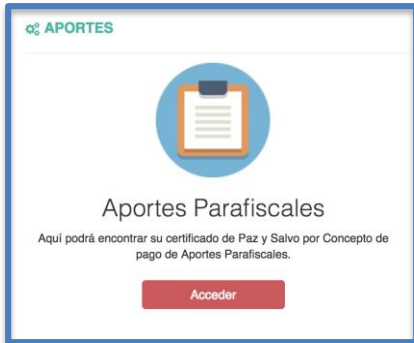 APORTES
Aportes Parafiscales
Aquí podrá encontrar su certificado de Paz y Salvo por Concepto de
pago de Aportes Parafiscales.
Acceder